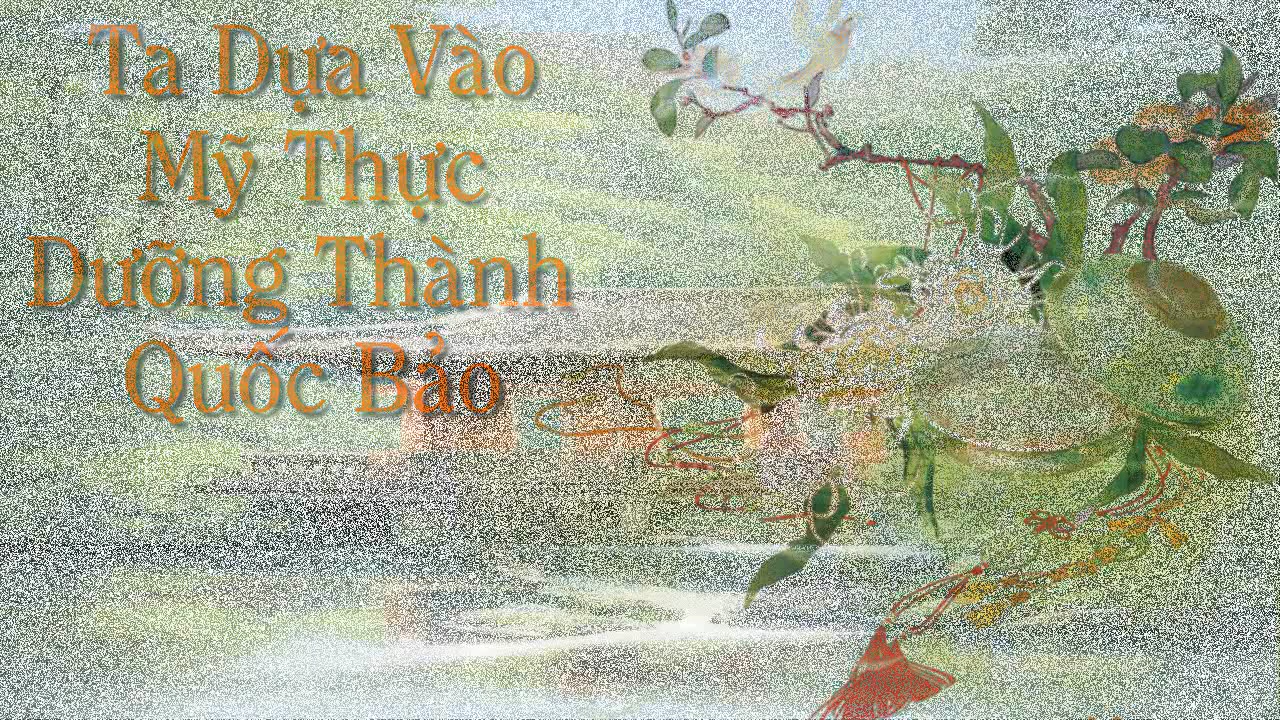 Ta Dựa Vào
Mỹ Thực
Dưỡng Thành
Quốc Bảo